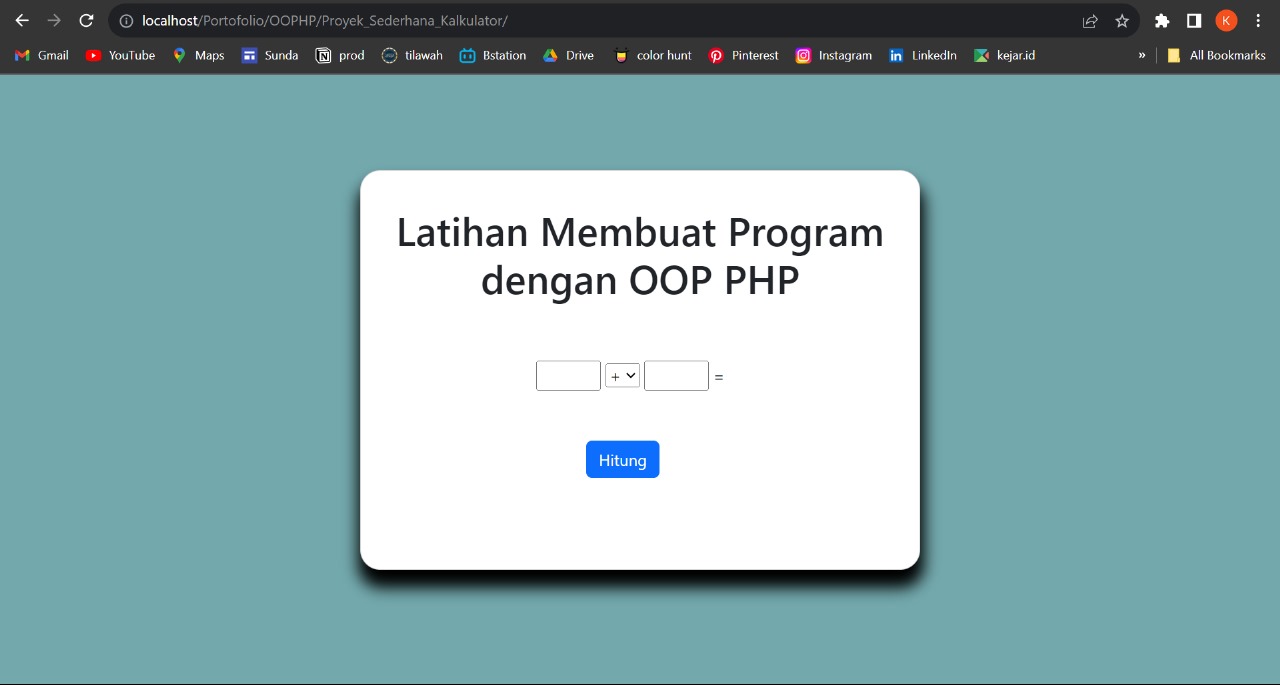 localhost/Portofolio/OOPHP/Proyek_Sederhana_Kalkulator/
K
Gmail YouTube Maps Sunda prod tilawah Bstation Drive color hunt Pinterest Instagram LinkedIn kejar.id » All Bookmarks
Latihan Membuat Program
dengan OOP PHP
+ =
Hitung